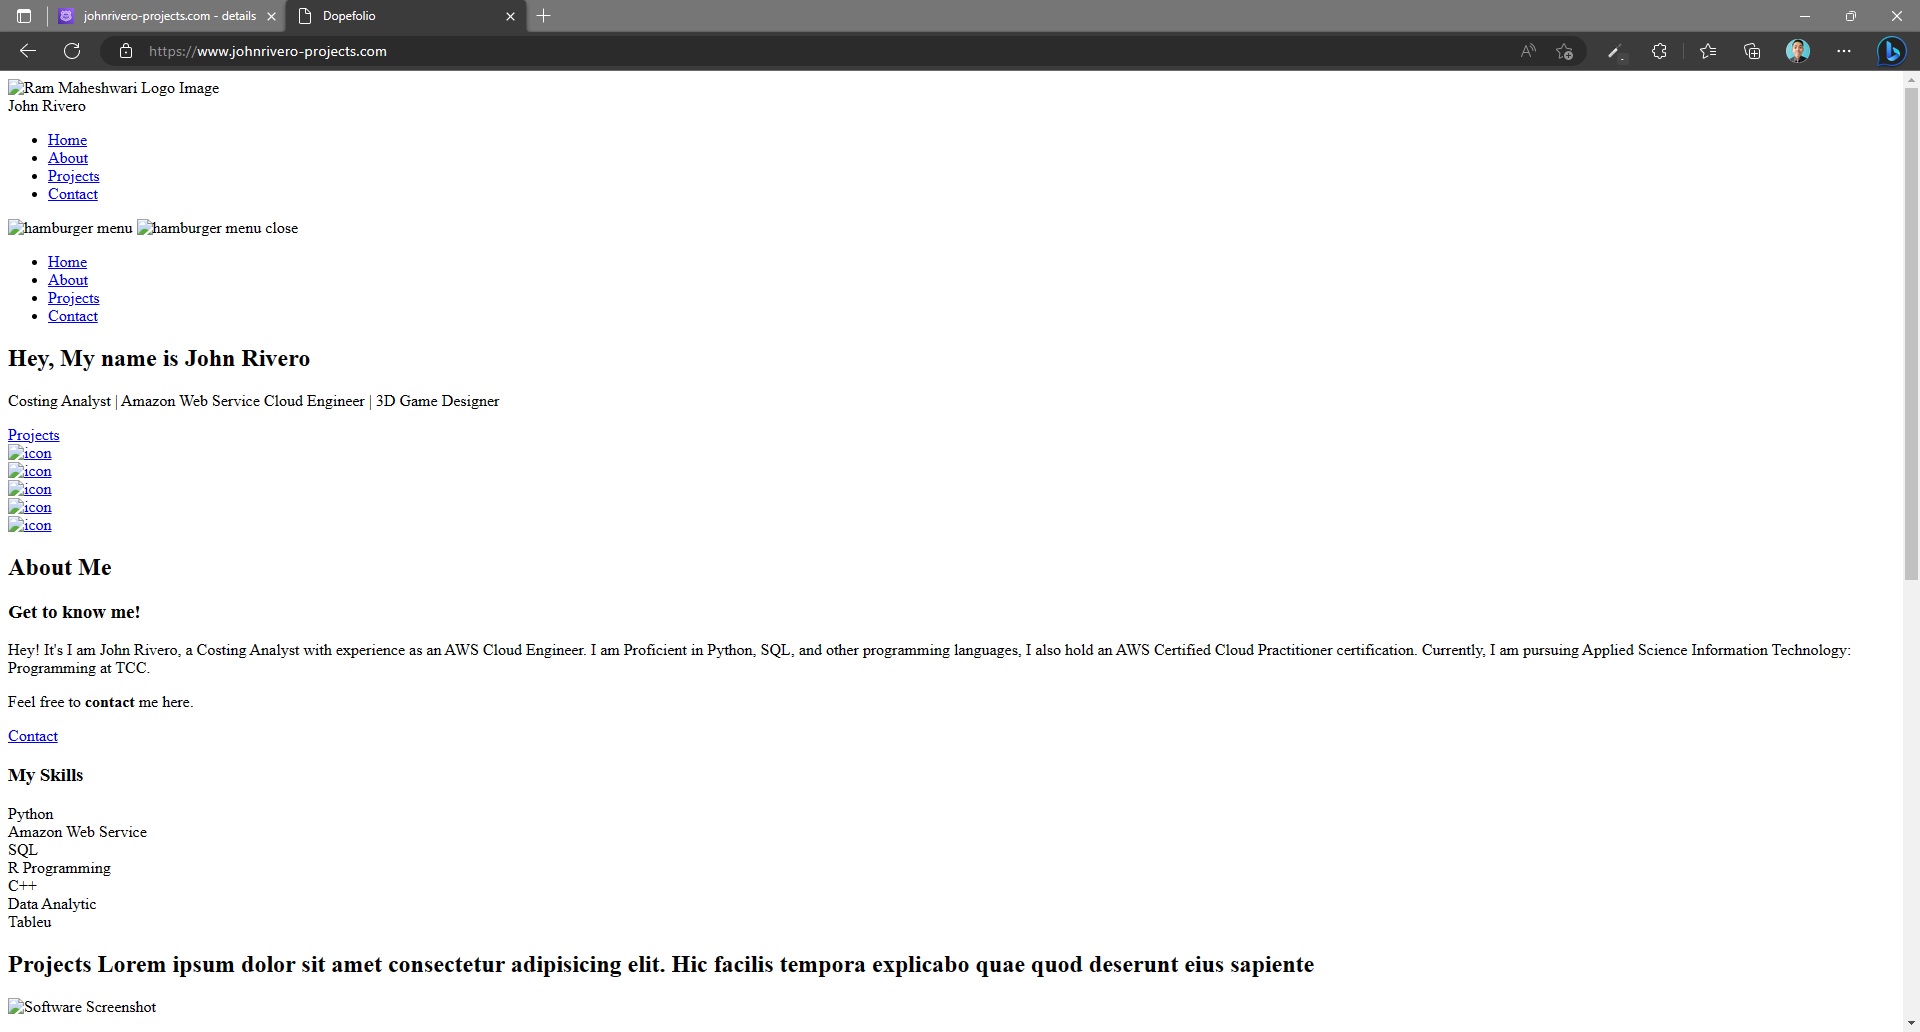 johnrivero-projects.com - details
Dopefolio
https://www.johnrivero-projects.com
Ram Maheshwari Logo Image
John Rivero
Home
About
Projects
Contact
hamburger menu hamburger menu close
Home
About
Projects
Contact
Hey, My name is John Rivero
Costing Analyst | Amazon Web Service Cloud Engineer | 3D Game Designer
Projects
icon
icon
icon
icon
icon
About Me
Get to know me!
Hey! It's I am John Rivero, a Costing Analyst with experience as an AWS Cloud Engineer. I am Proficient in Python, SQL, and other programming languages, I also hold an AWS Certified Cloud Practitioner certification. Currently, I am pursuing Applied Science Information Technology:
Programming at TCC.
Feel free to contact me here.
Contact
My Skills
Python
Amazon Web Service
SQL
R Programming
C++
Data Analytic
Tableu
Projects Lorem ipsum dolor sit amet consectetur adipisicing elit. Hic facilis tempora explicabo quae quod deserunt eius sapiente
Software Screenshot